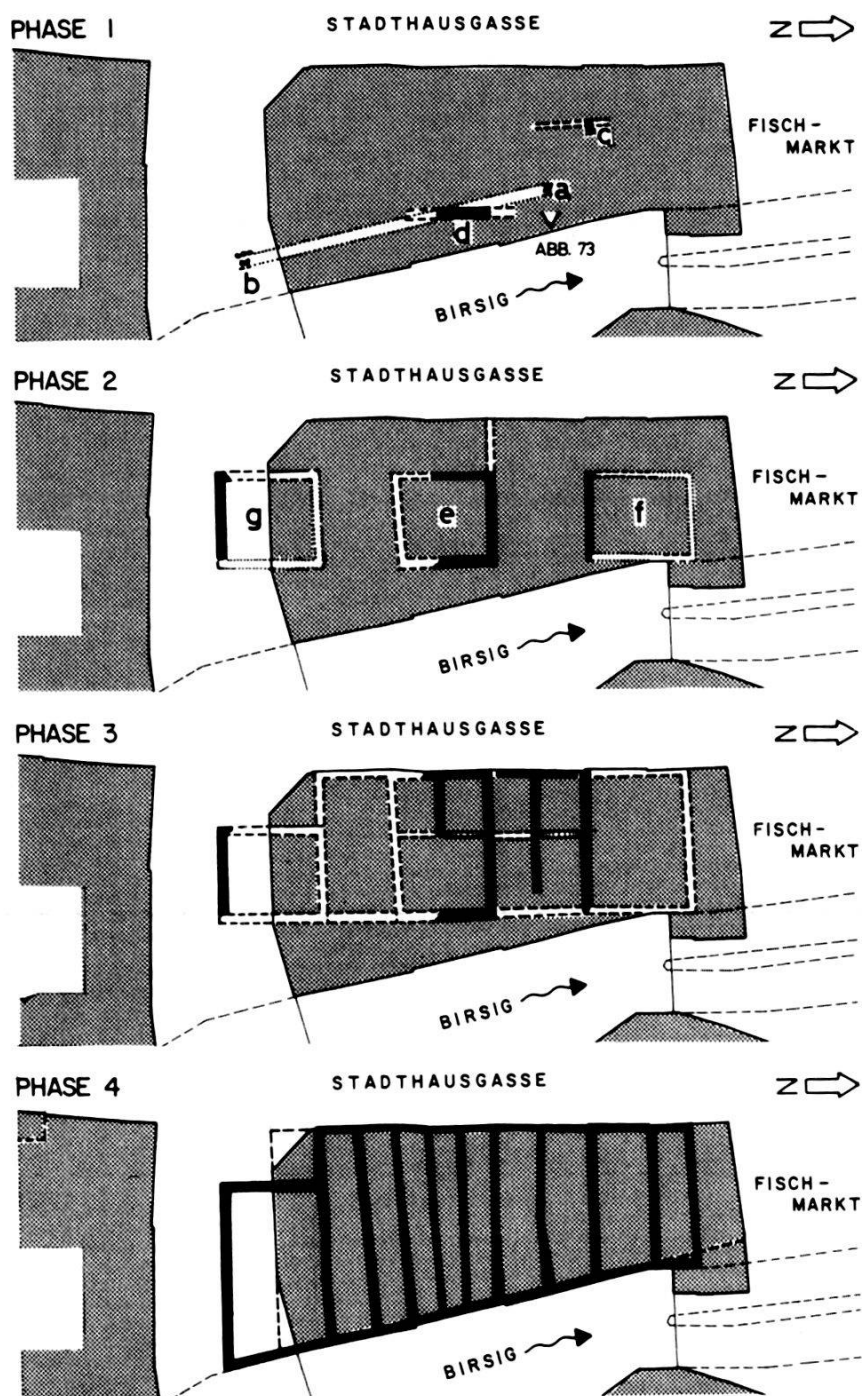 PHASE 1
STADTHAUSGASSE
N
FISCH-
MARKT
c
a
d
ABB. 73
b
BIRSIG
PHASE 2
STADTHAUSGASSE
N
FISCH-
MARKT
g
e
f
BIRSIG
PHASE 3
STADTHAUSGASSE
N
FISCH-
MARKT
BIRSIG
PHASE 4
STADTHAUSGASSE
N
FISCH-
MARKT
BIRSIG